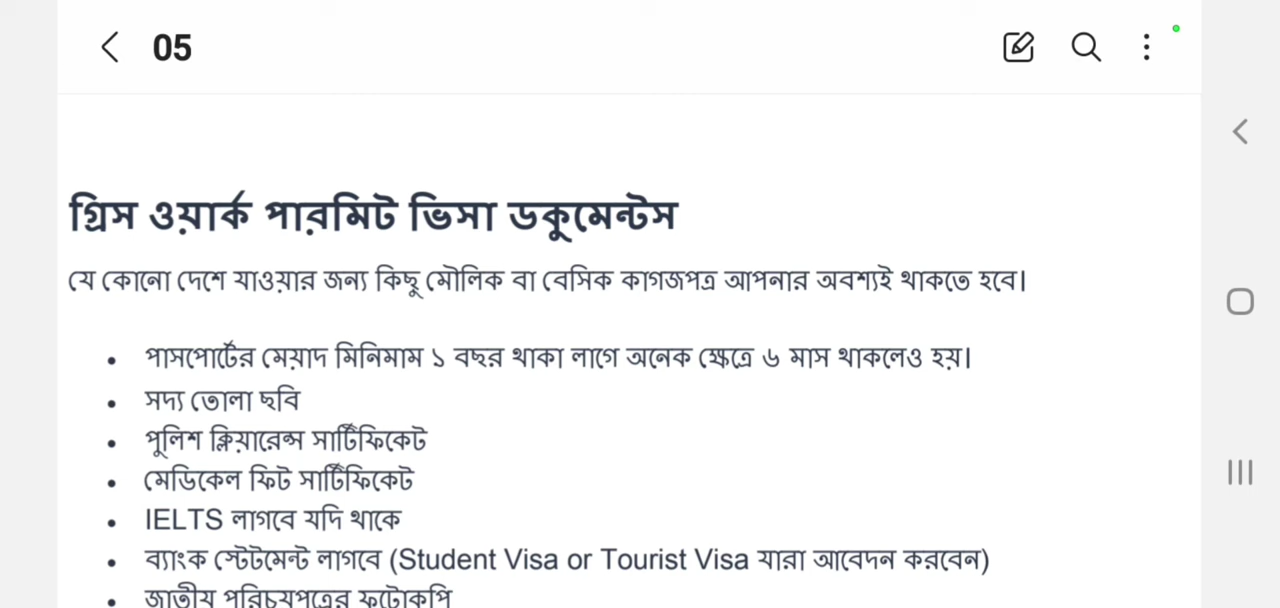 05
গ্রিস ওয়ার্ক পারমিট ভিসা ডকুমেন্টস
যে কোনো দেশে যাওয়ার জন্য কিছু মৌলিক বা বেসিক কাগজপত্র আপনার অবশ্যই থাকতে হবে।
• পাসপোর্টের মেয়াদ মিনিমাম ১ বছর থাকা লাগে অনেক ক্ষেত্রে ৬ মাস থাকলেও হয়।
• সদ্য তোলা ছবি
• পুলিশ ক্লিয়ারেন্স সার্টিফিকেট
• মেডিকেল ফিট সার্টিফিকেট
• IELTS লাগবে যদি থাকে
• ব্যাংক স্টেটমেন্ট লাগবে (Student Visa or Tourist Visa যারা আবেদন করবেন)
• জাতীয় পরিচয়পত্রের ফটোকপি